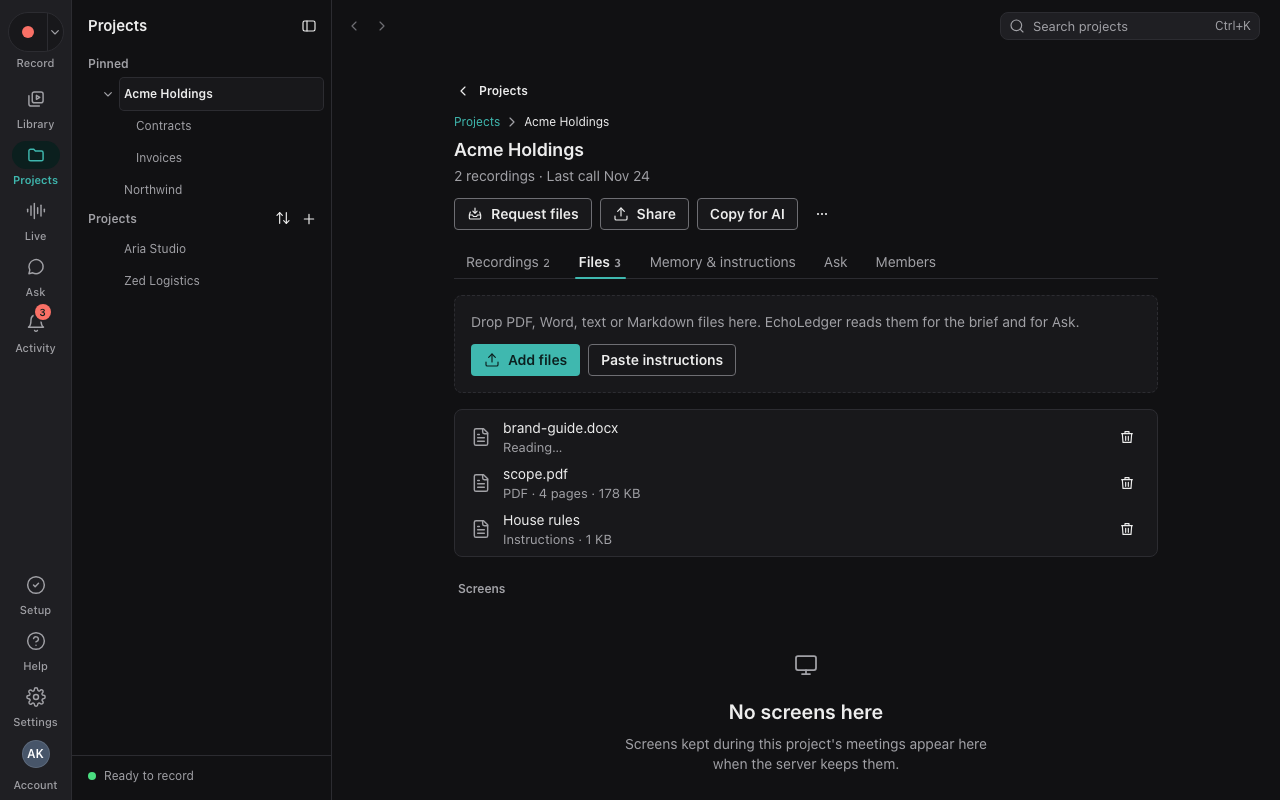 Record
Library
Projects
Live
Ask
3
Activity
Setup
Help
Settings
AK
Account
Projects
Pinned
Acme Holdings
Contracts
Invoices
Northwind
Projects
Aria Studio
Zed Logistics
Ready to record
Search projects Ctrl+K
Projects
Projects Acme Holdings
Acme Holdings
2 recordings · Last call Nov 24
Request files Share Copy for AI ···
Recordings 2 Files 3 Memory & instructions Ask Members
Drop PDF, Word, text or Markdown files here. EchoLedger reads them for the brief and for Ask.
Add files Paste instructions
brand-guide.docx
Reading…
scope.pdf
PDF · 4 pages · 178 KB
House rules
Instructions · 1 KB
Screens
No screens here
Screens kept during this project's meetings appear here
when the server keeps them.